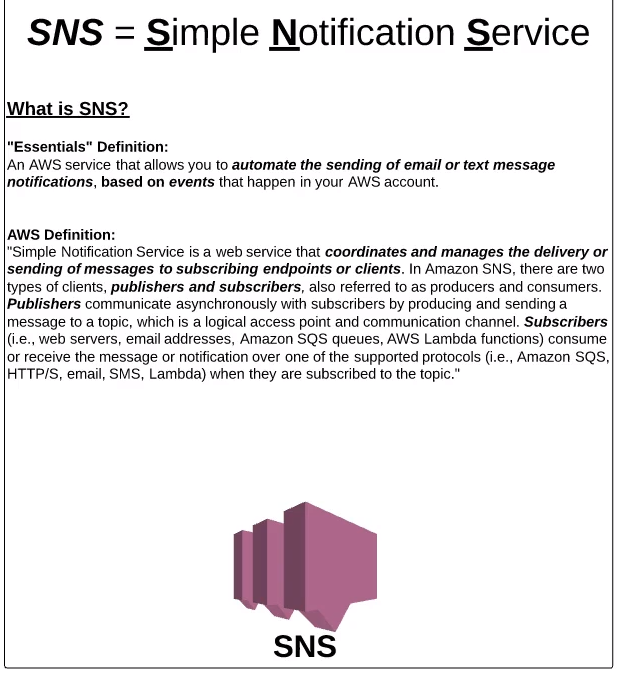 SNS = Simple Notification Service
What is SNS?
"Essentials" Definition:
An AWS service that allows you to automate the sending of email or text message
notifications, based on events that happen in your AWS account.
AWS Definition:
"Simple Notification Service is a web service that coordinates and manages the delivery or
sending of messages to subscribing endpoints or clients. In Amazon SNS, there are two
types of clients, publishers and subscribers, also referred to as producers and consumers.
Publishers communicate asynchronously with subscribers by producing and sending a
message to a topic, which is a logical access point and communication channel. Subscribers
(i.e., web servers, email addresses, Amazon SQS queues, AWS Lambda functions) consume
or receive the message or notification over one of the supported protocols (i.e., Amazon SQS,
HTTP/S, email, SMS, Lambda) when they are subscribed to the topic."
SNS